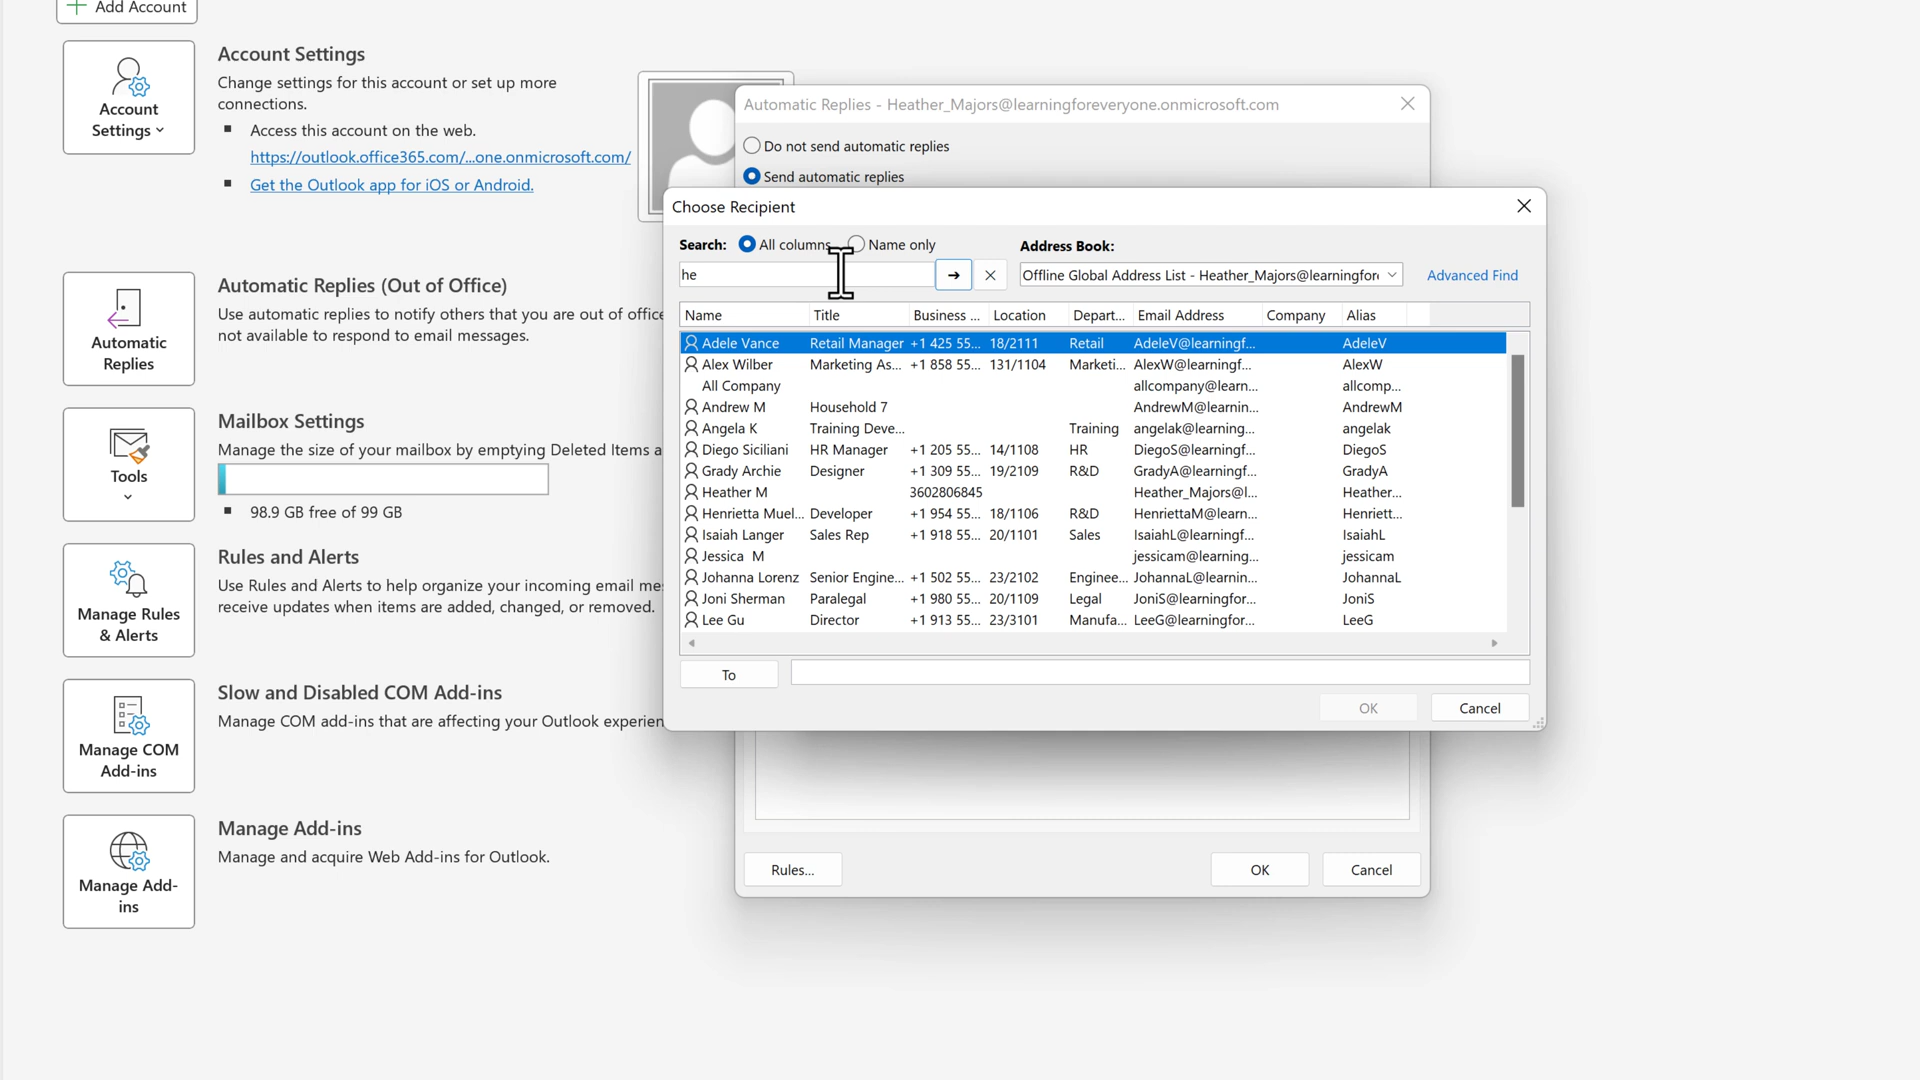 Add Account
Account Settings
Account Settings
Change settings for this account or set up more connections.
Access this account on the web.
https://outlook.office365.com/...one.onmicrosoft.com/
Get the Outlook app for iOS or Android.
Automatic Replies
Automatic Replies (Out of Office)
Use automatic replies to notify others that you are out of office
not available to respond to email messages.
Tools
Mailbox Settings
Manage the size of your mailbox by emptying Deleted Items a
98.9 GB free of 99 GB
Manage Rules & Alerts
Rules and Alerts
Use Rules and Alerts to help organize your incoming email me
receive updates when items are added, changed, or removed.
Manage COM Add-ins
Slow and Disabled COM Add-ins
Manage COM add-ins that are affecting your Outlook experien
Manage Add-ins
Manage Add-ins
Manage and acquire Web Add-ins for Outlook.
Automatic Replies - Heather_Majors@learningforeveryone.onmicrosoft.com
Do not send automatic replies
Send automatic replies
Choose Recipient
Search: All columns Name only Address Book:
he Offline Global Address List - Heather_Majors@learningfor Advanced Find
Name Title Business ... Location Depart... Email Address Company Alias
Adele Vance Retail Manager +1 425 55... 18/2111 Retail AdeleV@learningf... AdeleV
Alex Wilber Marketing As... +1 858 55... 131/1104 Marketi... AlexW@learningf... AlexW
All Company allcompany@learn... allcomp...
Andrew M Household 7 AndrewM@learnin... AndrewM
Angela K Training Deve... Training angelak@learning... angelak
Diego Siciliani HR Manager +1 205 55... 14/1108 HR DiegoS@learningf... DiegoS
Grady Archie Designer +1 309 55... 19/2109 R&D GradyA@learningf... GradyA
Heather M 3602806845 Heather_Majors@l... Heather...
Henrietta Muel... Developer +1 954 55... 18/1106 R&D HenriettaM@learn... Henriett...
Isaiah Langer Sales Rep +1 918 55... 20/1101 Sales IsaiahL@learningf... IsaiahL
Jessica M jessicam@learning... jessicam
Johanna Lorenz Senior Engine... +1 502 55... 23/2102 Enginee... JohannaL@learnin... JohannaL
Joni Sherman Paralegal +1 980 55... 20/1109 Legal JoniS@learningfor... JoniS
Lee Gu Director +1 913 55... 23/3101 Manufa... LeeG@learningfor... LeeG
To
OK Cancel
Rules... OK Cancel